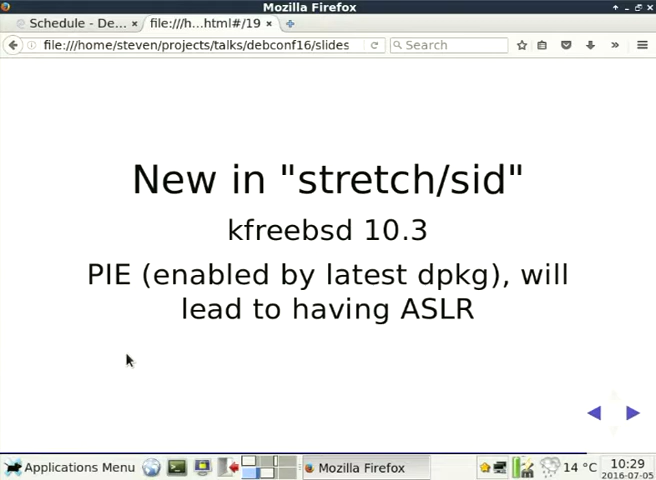 Mozilla Firefox
Schedule - De...
file:///h...html#/19
file:///home/steven/projects/talks/debconf16/slides
Search
New in "stretch/sid"
kfreebsd 10.3
PIE (enabled by latest dpkg), will
lead to having ASLR
Applications Menu
Mozilla Firefox
14 °C
10:29
2016-07-05